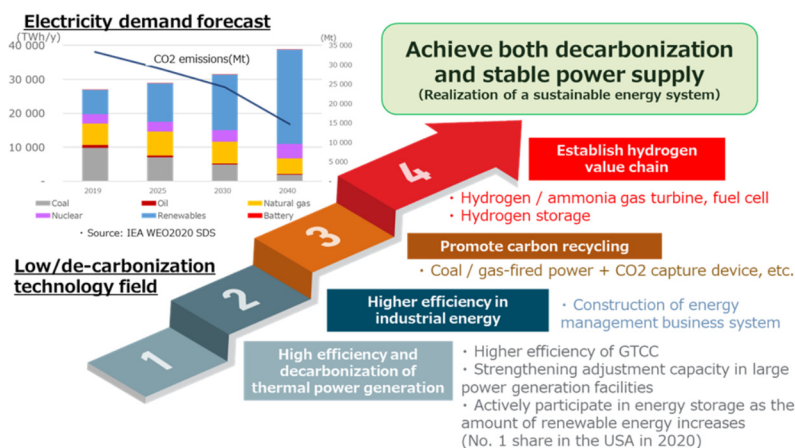 Electricity demand forecast
(TWh/y)
(Mt)
40 000
30 000
20 000
10 000
-
CO2 emissions(Mt)
35 000
30 000
25 000
20 000
15 000
10 000
5 000
-
2019 2025 2030 2040
Coal Oil Natural gas
Nuclear Renewables Battery
・Source: IEA WEO2020 SDS
Achieve both decarbonization
and stable power supply
(Realization of a sustainable energy system)
4
Establish hydrogen
value chain
・Hydrogen / ammonia gas turbine, fuel cell
・Hydrogen storage
3
Promote carbon recycling
・Coal / gas-fired power + CO2 capture device, etc.
Low/de-carbonization
technology field
2
Higher efficiency in
industrial energy
・Construction of energy
management business system
1
High efficiency and
decarbonization of
thermal power generation
・Higher efficiency of GTCC
・Strengthening adjustment capacity in large
power generation facilities
・Actively participate in energy storage as the
amount of renewable energy increases
(No. 1 share in the USA in 2020)